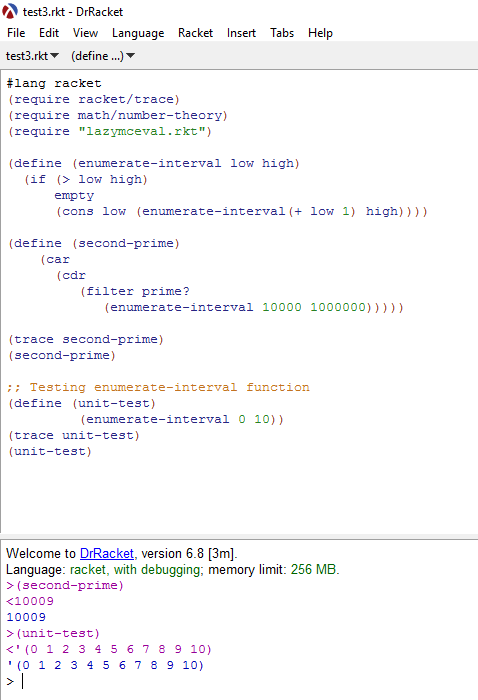 test3.rkt - DrRacket
File Edit View Language Racket Insert Tabs Help
test3.rkt▼ (define ...)▼
#lang racket
(require racket/trace)
(require math/number-theory)
(require "lazymceval.rkt")

(define (enumerate-interval low high)
  (if (> low high)
      empty
      (cons low (enumerate-interval(+ low 1) high))))

(define (second-prime)
    (car
      (cdr
         (filter prime?
            (enumerate-interval 10000 1000000)))))

(trace second-prime)
(second-prime)

;; Testing enumerate-interval function
(define (unit-test)
         (enumerate-interval 0 10))
(trace unit-test)
(unit-test)

Welcome to DrRacket, version 6.8 [3m].
Language: racket, with debugging; memory limit: 256 MB.
>(second-prime)
<10009
10009
>(unit-test)
<'(0 1 2 3 4 5 6 7 8 9 10)
'(0 1 2 3 4 5 6 7 8 9 10)
>